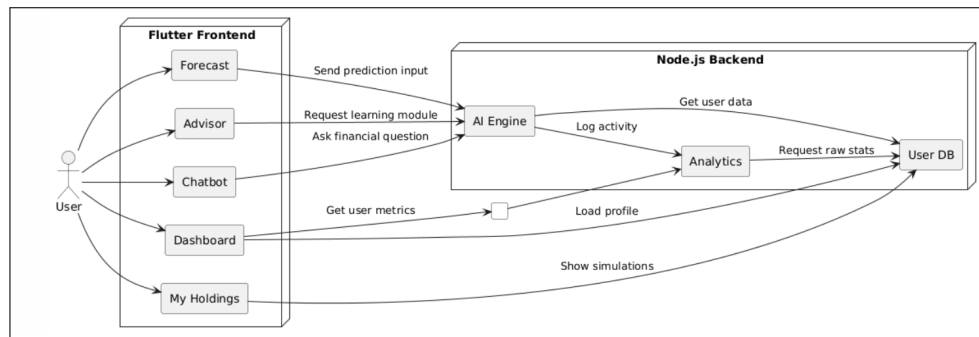 Flutter Frontend
Node.js Backend
Forecast
Send prediction input
Get user data
AI Engine
Request learning module
Advisor
Log activity
Ask financial question
Request raw stats
User DB
Analytics
Chatbot
User
Get user metrics
Load profile
Dashboard
Show simulations
My Holdings